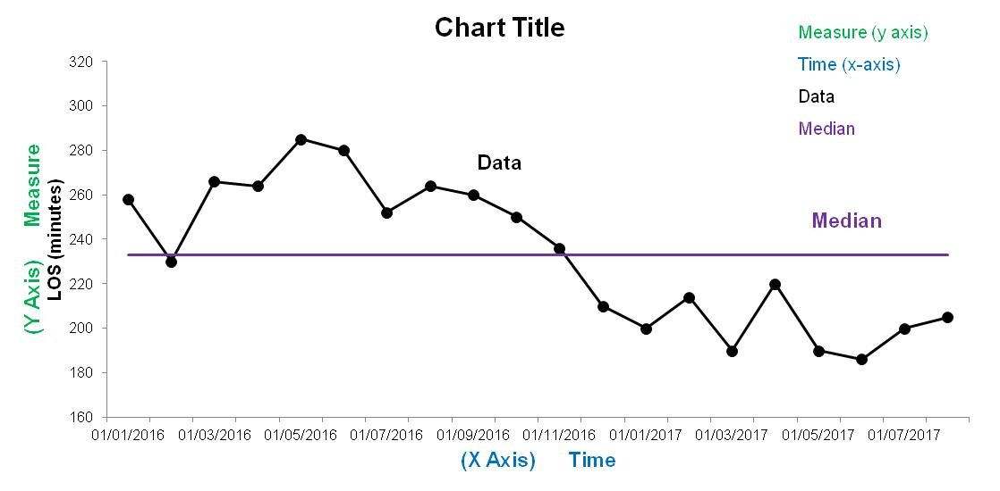 Chart Title
Measure (y axis)
Time (x-axis)
Data
Median
320
300
280
260
240
220
200
180
160
(Y Axis) Measure
LOS (minutes)
Data
Median
01/01/2016 01/03/2016 01/05/2016 01/07/2016 01/09/2016 01/11/2016 01/01/2017 01/03/2017 01/05/2017 01/07/2017
(X Axis) Time